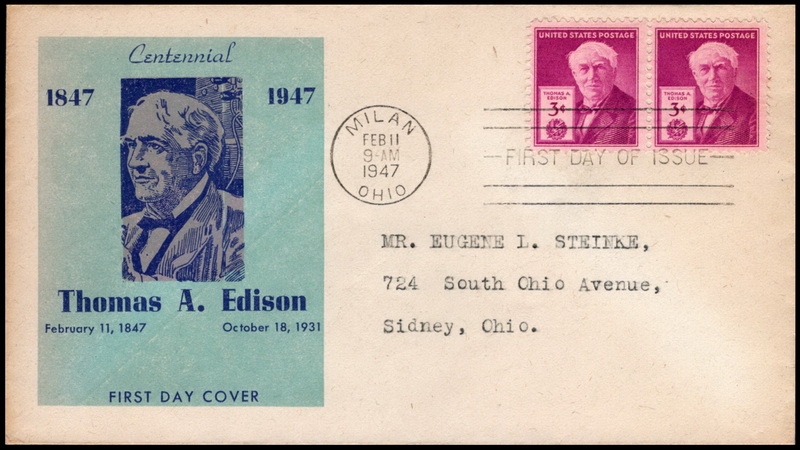 Centennial
1847 1947
Thomas A. Edison
February 11, 1847 October 18, 1931
FIRST DAY COVER
MILAN
FEB 11
9-AM
1947
OHIO
UNITED STATES POSTAGE
THOMAS A.
EDISON
3¢
UNITED STATES POSTAGE
THOMAS A.
EDISON
3¢
FIRST DAY OF ISSUE
MR. EUGENE L. STEINKE,
724 South Ohio Avenue,
Sidney, Ohio.